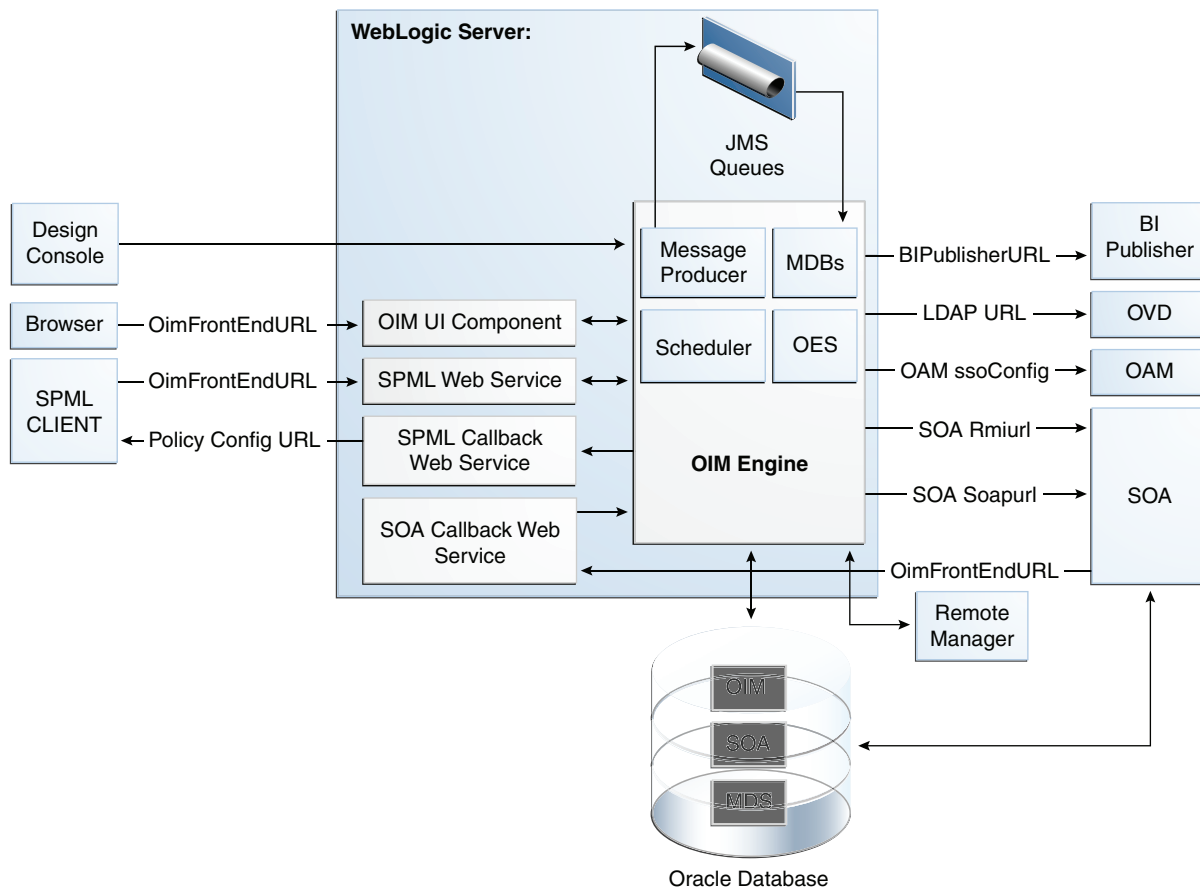 WebLogic Server:
JMS
Queues
Design
Console
Message
Producer
MDBs
BIPublisherURL
BI
Publisher
Browser
OimFrontEndURL
OIM UI Component
Scheduler
OES
LDAP URL
OVD
SPML
CLIENT
OimFrontEndURL
SPML Web Service
OAM ssoConfig
OAM
Policy Config URL
SPML Callback
Web Service
OIM Engine
SOA Rmiurl
SOA Soapurl
SOA
SOA Callback Web
Service
OimFrontEndURL
Remote
Manager
OIM
SOA
MDS
Oracle Database